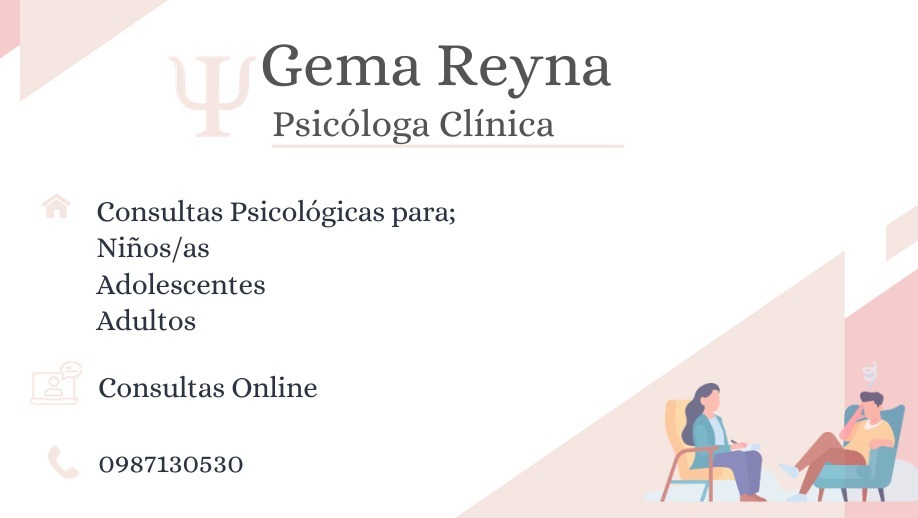 Ψ Gema Reyna
Psicóloga Clínica
Consultas Psicológicas para;
Niños/as
Adolescentes
Adultos
Consultas Online
0987130530